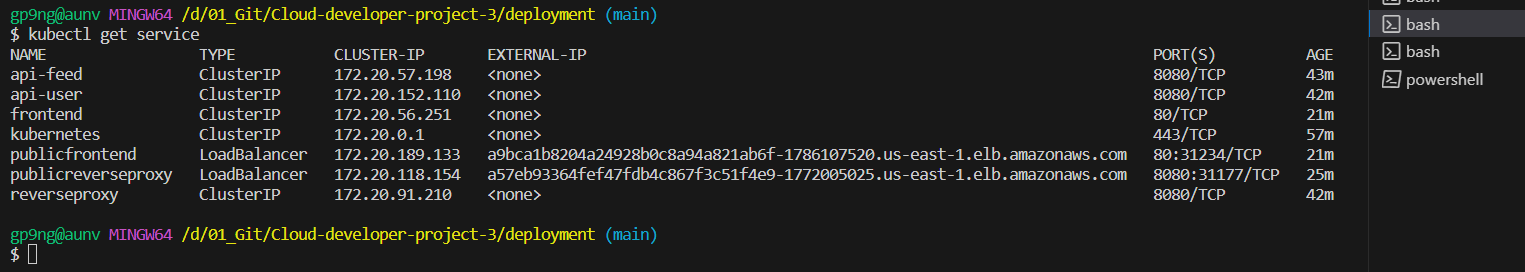 gp9ng@aunv MINGW64 /d/01_Git/Cloud-developer-project-3/deployment (main)
$ kubectl get service
NAME TYPE CLUSTER-IP EXTERNAL-IP PORT(S) AGE
api-feed ClusterIP 172.20.57.198 <none> 8080/TCP 43m
api-user ClusterIP 172.20.152.110 <none> 8080/TCP 42m
frontend ClusterIP 172.20.56.251 <none> 80/TCP 21m
kubernetes ClusterIP 172.20.0.1 <none> 443/TCP 57m
publicfrontend LoadBalancer 172.20.189.133 a9bca1b8204a24928b0c8a94a821ab6f-1786107520.us-east-1.elb.amazonaws.com 80:31234/TCP 21m
publicreverseproxy LoadBalancer 172.20.118.154 a57eb93364fef47fdb4c867f3c51f4e9-1772005025.us-east-1.elb.amazonaws.com 8080:31177/TCP 25m
reverseproxy ClusterIP 172.20.91.210 <none> 8080/TCP 42m
gp9ng@aunv MINGW64 /d/01_Git/Cloud-developer-project-3/deployment (main)
$
bash
bash
powershell